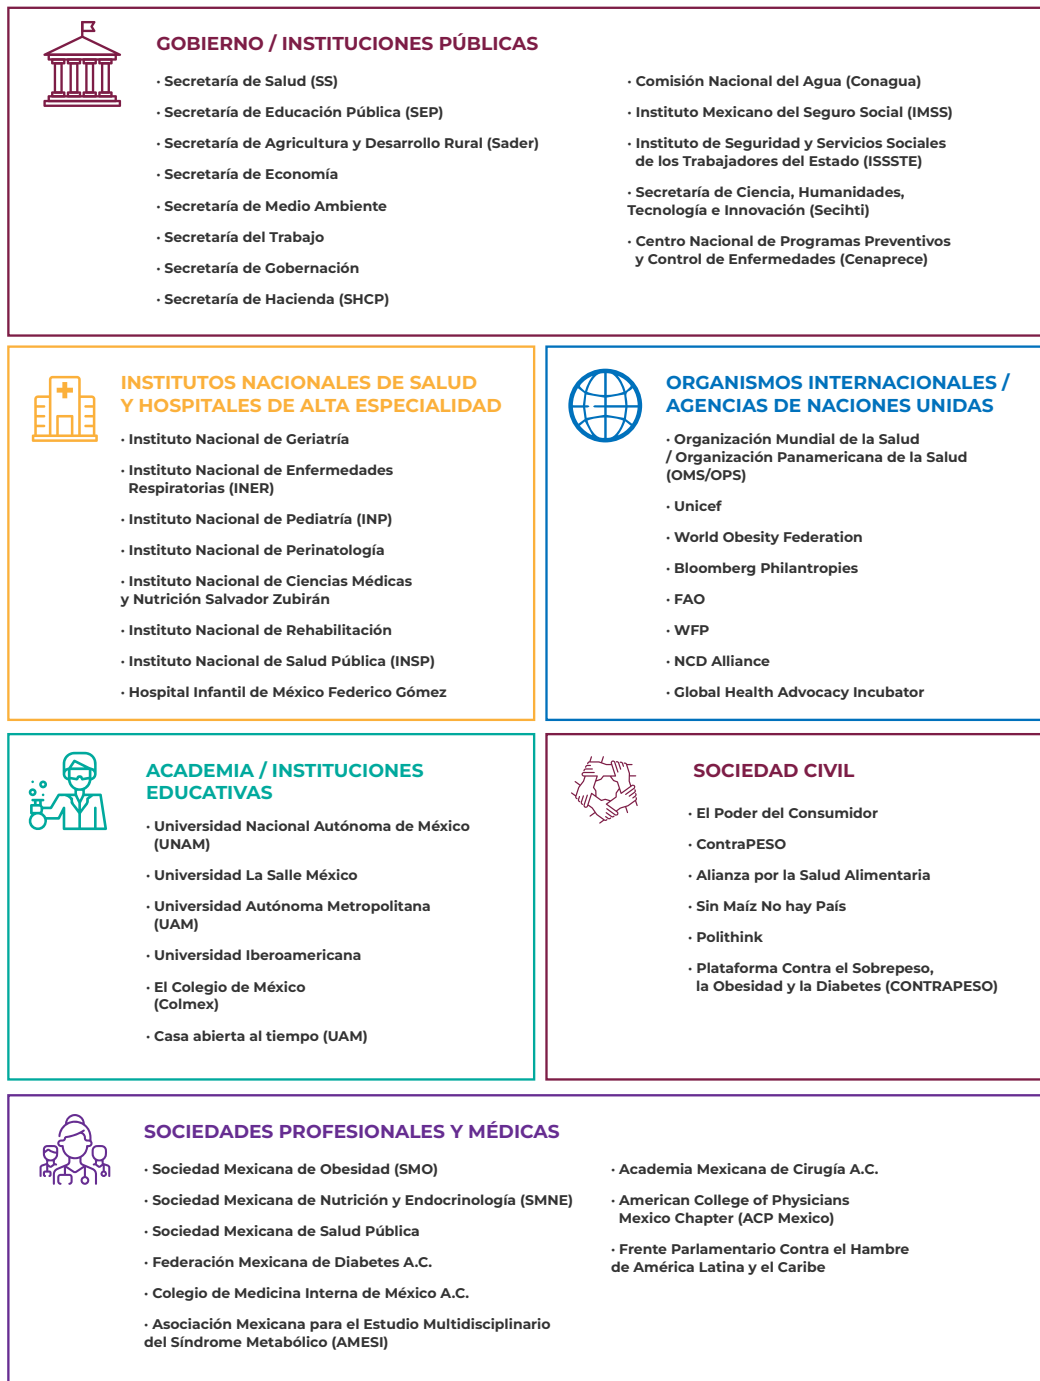 GOBIERNO / INSTITUCIONES PÚBLICAS
· Secretaría de Salud (SS)
· Secretaría de Educación Pública (SEP)
· Secretaría de Agricultura y Desarrollo Rural (Sader)
· Secretaría de Economía
· Secretaría de Medio Ambiente
· Secretaría del Trabajo
· Secretaría de Gobernación
· Secretaría de Hacienda (SHCP)
· Comisión Nacional del Agua (Conagua)
· Instituto Mexicano del Seguro Social (IMSS)
· Instituto de Seguridad y Servicios Sociales
de los Trabajadores del Estado (ISSSTE)
· Secretaría de Ciencia, Humanidades,
Tecnología e Innovación (Secihti)
· Centro Nacional de Programas Preventivos
y Control de Enfermedades (Cenaprece)
INSTITUTOS NACIONALES DE SALUD
Y HOSPITALES DE ALTA ESPECIALIDAD
· Instituto Nacional de Geriatría
· Instituto Nacional de Enfermedades
Respiratorias (INER)
· Instituto Nacional de Pediatría (INP)
· Instituto Nacional de Perinatología
· Instituto Nacional de Ciencias Médicas
y Nutrición Salvador Zubirán
· Instituto Nacional de Rehabilitación
· Instituto Nacional de Salud Pública (INSP)
· Hospital Infantil de México Federico Gómez
ORGANISMOS INTERNACIONALES /
AGENCIAS DE NACIONES UNIDAS
· Organización Mundial de la Salud
/ Organización Panamericana de la Salud
(OMS/OPS)
· Unicef
· World Obesity Federation
· Bloomberg Philantropies
· FAO
· WFP
· NCD Alliance
· Global Health Advocacy Incubator
ACADEMIA / INSTITUCIONES
EDUCATIVAS
· Universidad Nacional Autónoma de México
(UNAM)
· Universidad La Salle México
· Universidad Autónoma Metropolitana
(UAM)
· Universidad Iberoamericana
· El Colegio de México
(Colmex)
· Casa abierta al tiempo (UAM)
SOCIEDAD CIVIL
· El Poder del Consumidor
· ContraPESO
· Alianza por la Salud Alimentaria
· Sin Maíz No hay País
· Polithink
· Plataforma Contra el Sobrepeso,
la Obesidad y la Diabetes (CONTRAPESO)
SOCIEDADES PROFESIONALES Y MÉDICAS
· Sociedad Mexicana de Obesidad (SMO)
· Sociedad Mexicana de Nutrición y Endocrinología (SMNE)
· Sociedad Mexicana de Salud Pública
· Federación Mexicana de Diabetes A.C.
· Colegio de Medicina Interna de México A.C.
· Asociación Mexicana para el Estudio Multidisciplinario
del Síndrome Metabólico (AMESI)
· Academia Mexicana de Cirugía A.C.
· American College of Physicians
Mexico Chapter (ACP Mexico)
· Frente Parlamentario Contra el Hambre
de América Latina y el Caribe